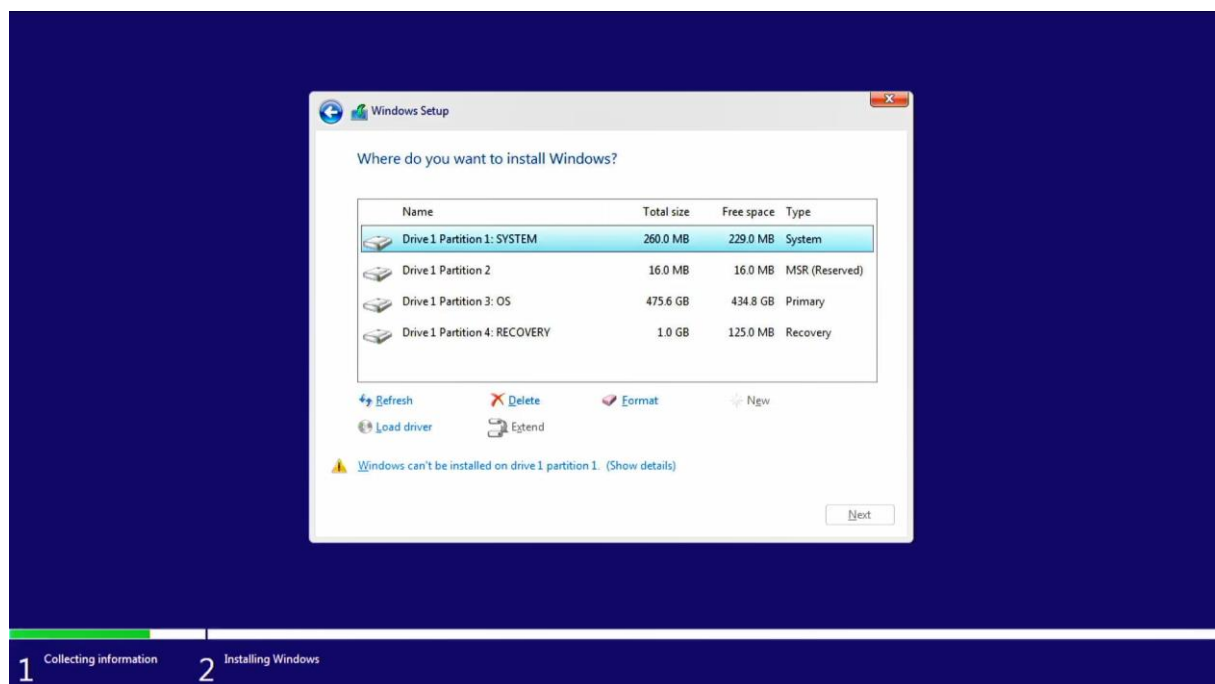 Windows Setup
Where do you want to install Windows?
Name Total size Free space Type
Drive 1 Partition 1: SYSTEM 260.0 MB 229.0 MB System
Drive 1 Partition 2 16.0 MB 16.0 MB MSR (Reserved)
Drive 1 Partition 3: OS 475.6 GB 434.8 GB Primary
Drive 1 Partition 4: RECOVERY 1.0 GB 125.0 MB Recovery
Refresh Delete Format New
Load driver Extend
Windows can't be installed on drive 1 partition 1. (Show details)
Next
1 Collecting information 2 Installing Windows